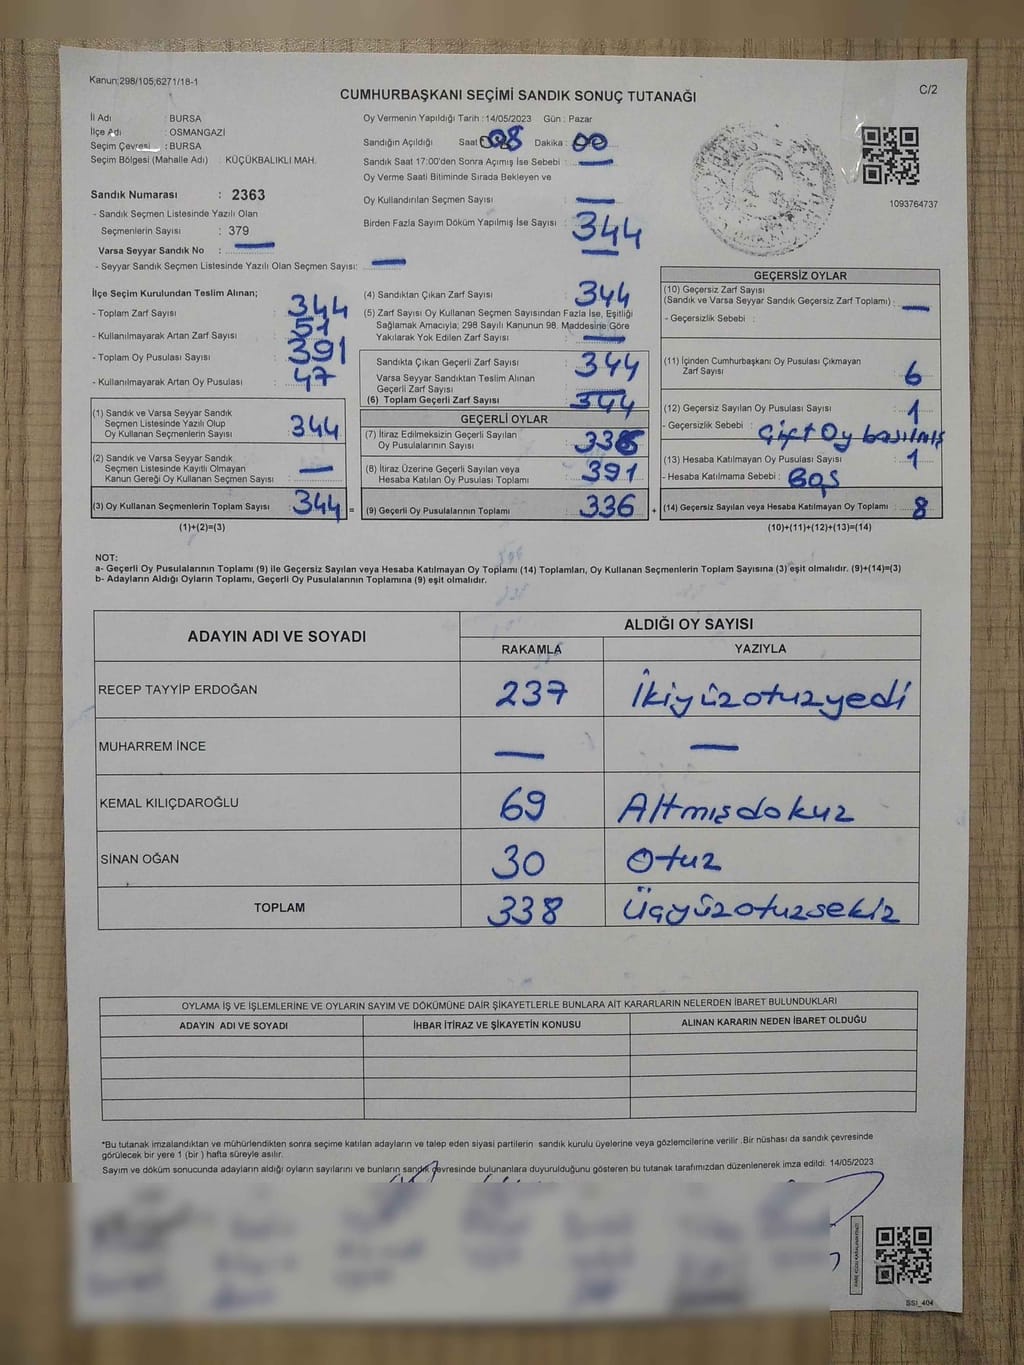 Kanun;298/105;6271/18-1
C/2
CUMHURBAŞKANI SEÇİMİ SANDIK SONUÇ TUTANAĞI
İl Adı : BURSA
İlçe Adı : OSMANGAZİ
Seçim Çevresi : BURSA
Seçim Bölgesi (Mahalle Adı) : KÜÇÜKBALIKLI MAH.
Sandık Numarası : 2363
- Sandık Seçmen Listesinde Yazılı Olan
Seçmenlerin Sayısı : 379
Varsa Seyyar Sandık No : —
- Seyyar Sandık Seçmen Listesinde Yazılı Olan Seçmen Sayısı: —
Oy Vermenin Yapıldığı Tarih :14/05/2023 Gün : Pazar
Sandığın Açıldığı Saat 08 Dakika : 00
Sandık Saat 17:00'den Sonra Açımış İse Sebebi : —
Oy Verme Saati Bitiminde Sırada Bekleyen ve
Oy Kullandırılan Seçmen Sayısı : —
Birden Fazla Sayım Döküm Yapılmış İse Sayısı : 344
1093764737
İlçe Seçim Kurulundan Teslim Alınan;
- Toplam Zarf Sayısı : 344
- Kullanılmayarak Artan Zarf Sayısı : 51
- Toplam Oy Pusulası Sayısı : 391
- Kullanılmayarak Artan Oy Pusulası : 47
(1) Sandık ve Varsa Seyyar Sandık
Seçmen Listesinde Yazılı Olup
Oy Kullanan Seçmenlerin Sayısı : 344
(2) Sandık ve Varsa Seyyar Sandık
Seçmen Listesinde Kayıtlı Olmayan
Kanun Gereği Oy Kullanan Seçmen Sayısı : —
(3) Oy Kullanan Seçmenlerin Toplam Sayısı : 344 =
(1)+(2)=(3)
(4) Sandıktan Çıkan Zarf Sayısı : 344
(5) Zarf Sayısı Oy Kullanan Seçmen Sayısından Fazla İse, Eşitliği
Sağlamak Amacıyla; 298 Sayılı Kanunun 98. Maddesine Göre
Yakılarak Yok Edilen Zarf Sayısı : —
Sandıkta Çıkan Geçerli Zarf Sayısı : 344
Varsa Seyyar Sandıktan Teslim Alınan
Geçerli Zarf Sayısı : —
(6) Toplam Geçerli Zarf Sayısı : 344
GEÇERLİ OYLAR
(7) İtiraz Edilmeksizin Geçerli Sayılan
Oy Pusulalarının Sayısı :
(8) İtiraz Üzerine Geçerli Sayılan veya
Hesaba Katılan Oy Pusulası Toplamı : 391
(9) Geçerli Oy Pusulalarının Toplamı : 336 +
GEÇERSİZ OYLAR
(10) Geçersiz Zarf Sayısı
(Sandık ve Varsa Seyyar Sandık Geçersiz Zarf Toplamı) : —
- Geçersizlik Sebebi :
(11) İçinden Cumhurbaşkanı Oy Pusulası Çıkmayan
Zarf Sayısı : 6
(12) Geçersiz Sayılan Oy Pusulası Sayısı : 1
- Geçersizlik Sebebi : Çift Oy basılmış
(13) Hesaba Katılmayan Oy Pusulası Sayısı : 1
- Hesaba Katılmama Sebebi : Boş
(14) Geçersiz Sayılan veya Hesaba Katılmayan Oy Toplamı : 8
(10)+(11)+(12)+(13)=(14)
NOT:
a- Geçerli Oy Pusulalarının Toplamı (9) ile Geçersiz Sayılan veya Hesaba Katılmayan Oy Toplamı (14) Toplamları, Oy Kullanan Seçmenlerin Toplam Sayısına (3) eşit olmalıdır. (9)+(14)=(3)
b- Adayların Aldığı Oyların Toplamı, Geçerli Oy Pusulalarının Toplamına (9) eşit olmalıdır.
ADAYIN ADI VE SOYADI
ALDIĞI OY SAYISI
RAKAMLA YAZIYLA
RECEP TAYYİP ERDOĞAN 237 İkiyüzotuzyedi
MUHARREM İNCE — —
KEMAL KILIÇDAROĞLU 69 Altmışdokuz
SİNAN OĞAN 30 Otuz
TOPLAM 338 Üçyüzotuzsekiz
OYLAMA İŞ VE İŞLEMLERİNE VE OYLARIN SAYIM VE DÖKÜMÜNE DAİR ŞİKAYETLERLE BUNLARA AİT KARARLARIN NELERDEN İBARET BULUNDUKLARI
ADAYIN ADI VE SOYADI İHBAR İTİRAZ VE ŞİKAYETİN KONUSU ALINAN KARARIN NEDEN İBARET OLDUĞU
*Bu tutanak imzalandıktan ve mühürlendikten sonra seçime katılan adayların ve talep eden siyasi partilerin sandık kurulu üyelerine veya gözlemcilerine verilir .Bir nüshası da sandık çevresinde
görülecek bir yere 1 (bir ) hafta süreyle asılır.
Sayım ve döküm sonucunda adayların aldığı oyların sayılarını ve bunların sandık çevresinde bulunanlara duyurulduğunu gösteren bu tutanak tarafımızdan düzenlenerek imza edildi. 14/05/2023
SSI_404